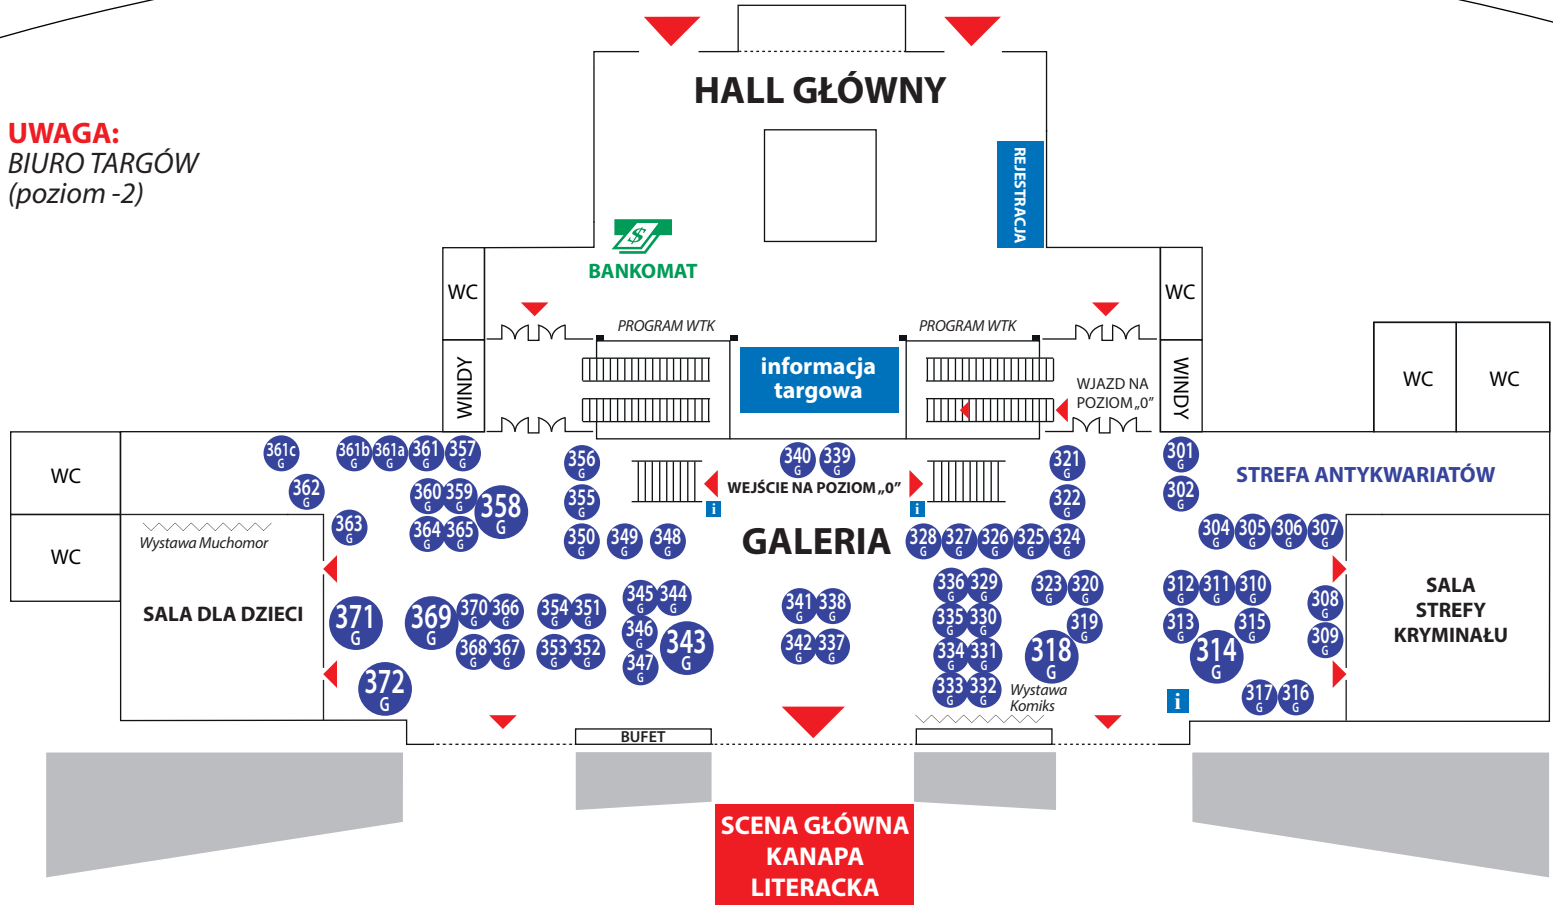 HALL GŁÓWNY
UWAGA:
BIURO TARGÓW
(poziom -2)
REJESTRACJA
$
BANKOMAT
WC
WC
PROGRAM WTK
PROGRAM WTK
WINDY
informacja
targowa
WJAZD NA
POZIOM „0”
WINDY
WC
WC
WC
WC
361c G
361b G
361a G
361 G
357 G
356 G
340 G
339 G
321 G
301 G
STREFA ANTYKWARIATÓW
362 G
360 G
359 G
358 G
355 G
WEJŚCIE NA POZIOM „0”
i
i
322 G
302 G
363 G
364 G
365 G
350 G
349 G
348 G
GALERIA
328 G
327 G
326 G
325 G
324 G
304 G
305 G
306 G
307 G
Wystawa Muchomor
SALA DLA DZIECI
371 G
369 G
370 G
366 G
354 G
351 G
345 G
344 G
341 G
338 G
336 G
329 G
323 G
320 G
312 G
311 G
310 G
308 G
SALA
STREFY
KRYMINAŁU
368 G
367 G
353 G
352 G
346 G
343 G
347 G
342 G
337 G
335 G
330 G
319 G
313 G
315 G
309 G
334 G
331 G
318 G
314 G
372 G
333 G
332 G
Wystawa
Komiks
i
317 G
316 G
BUFET
SCENA GŁÓWNA
KANAPA
LITERACKA